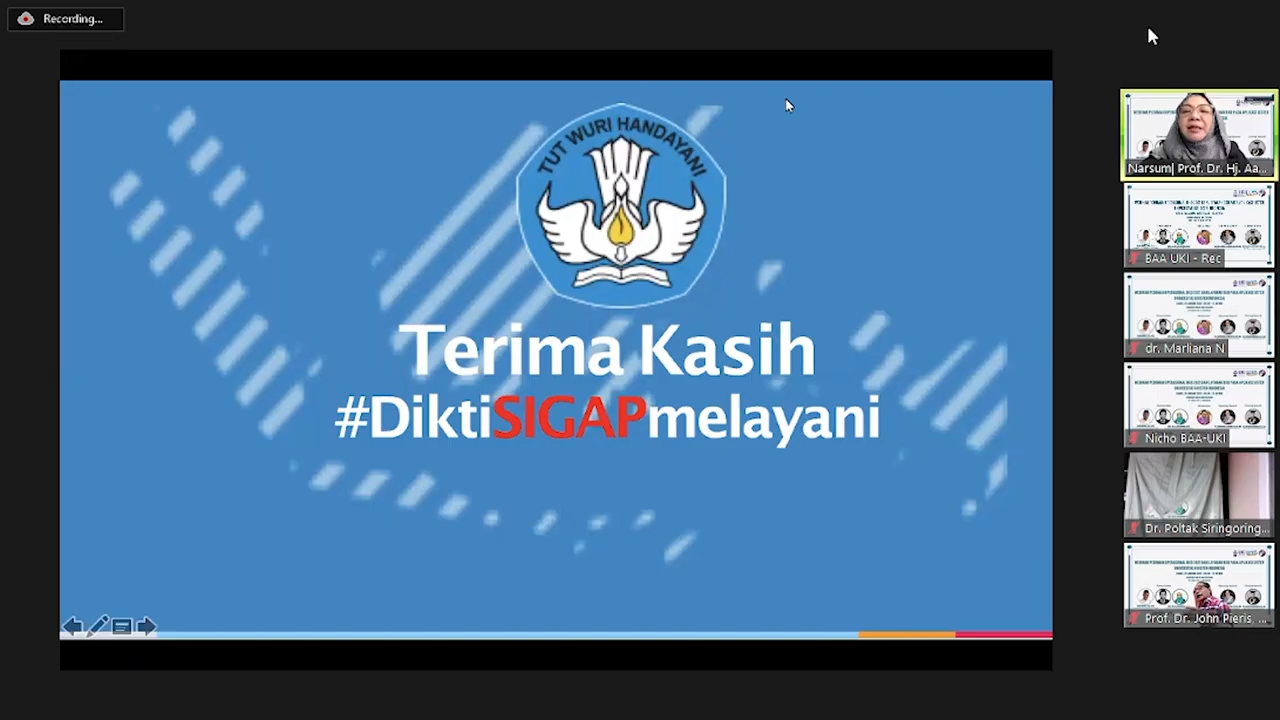 Recording...
TUT WURI HANDAYANI
Terima Kasih
#DiktiSIGAPmelayani
Narsum| Prof. Dr. Hj. Aa...
BAA UKI - Rec
dr. Marliana N
Nicho BAA-UKI
Dr. Poltak Siringoring...
Prof. Dr. John Pieris, ...